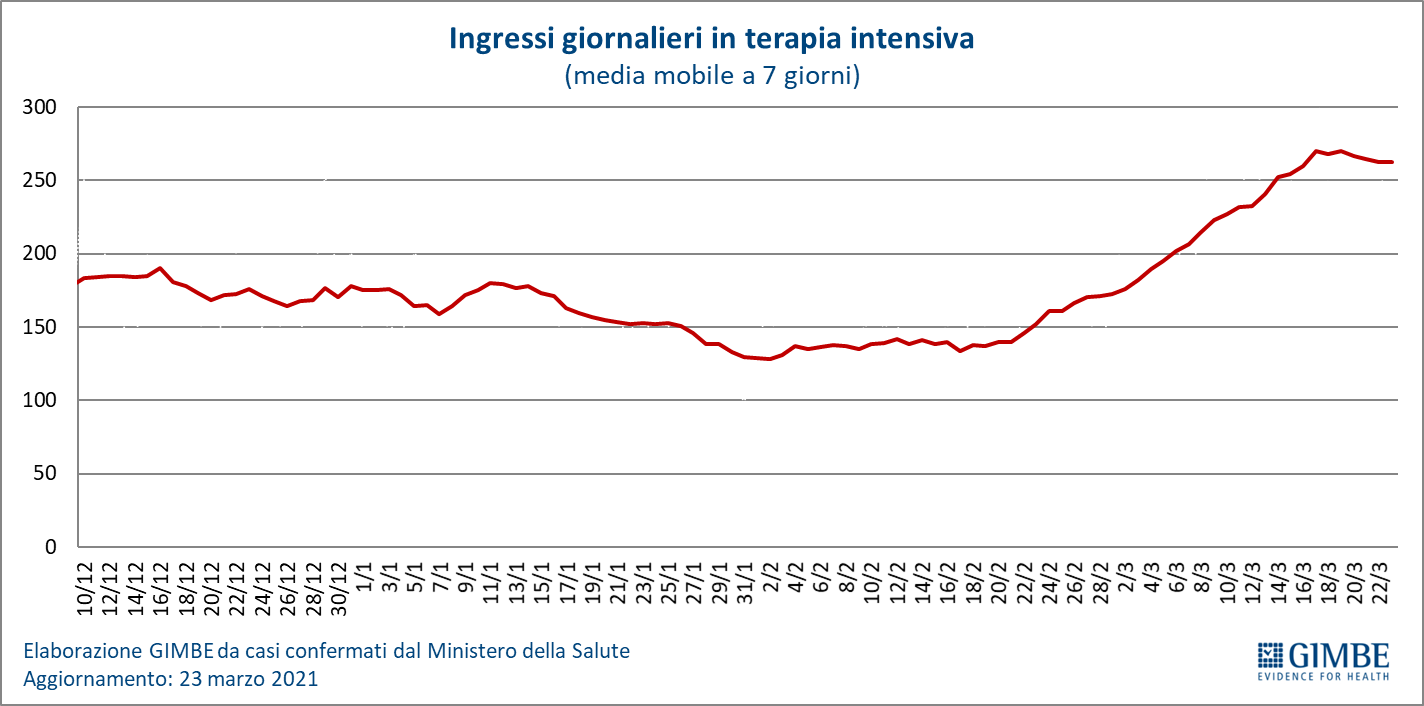 Ingressi giornalieri in terapia intensiva
(media mobile a 7 giorni)
300
250
200
150
100
50
0
10/12 12/12 14/12 16/12 18/12 20/12 22/12 24/12 26/12 28/12 30/12 1/1 3/1 5/1 7/1 9/1 11/1 13/1 15/1 17/1 19/1 21/1 23/1 25/1 27/1 29/1 31/1 2/2 4/2 6/2 8/2 10/2 12/2 14/2 16/2 18/2 20/2 22/2 24/2 26/2 28/2 2/3 4/3 6/3 8/3 10/3 12/3 14/3 16/3 18/3 20/3 22/3
Elaborazione GIMBE da casi confermati dal Ministero della Salute
Aggiornamento: 23 marzo 2021
GIMBE
EVIDENCE FOR HEALTH